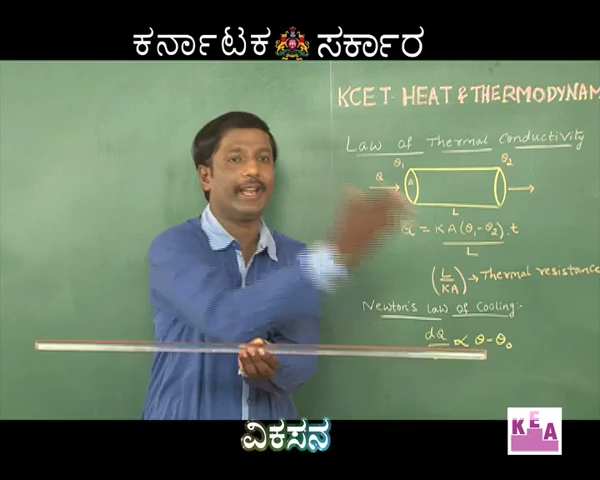 ಕರ್ನಾಟಕ ಸರ್ಕಾರ
KCET HEAT & THERMODYNAM
Law of Thermal Conductivity
θ₁ θ₂
Q A
L
Q = KA(θ₁-θ₂).t
L
(L/KA) → Thermal resistance
Newton's law of Cooling:-
dQ ∝ θ-θ₀
ವಿಕಸನ
KEA